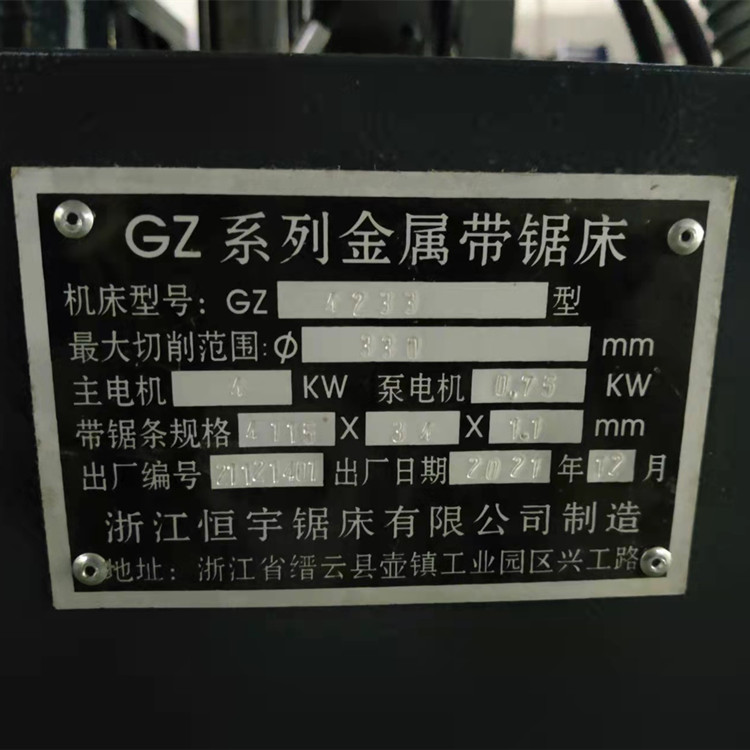 GZ 系列金属带锯床
机床型号: GZ 4233 型
最大切削范围: φ 330 mm
主电机 4 KW 泵电机 0.75 KW
带锯条规格 4115 X 34 X 1.1 mm
出厂编号 21121401 出厂日期 2021 年 12 月
浙江恒宇锯床有限公司制造
地址: 浙江省缙云县壶镇工业园区兴工路